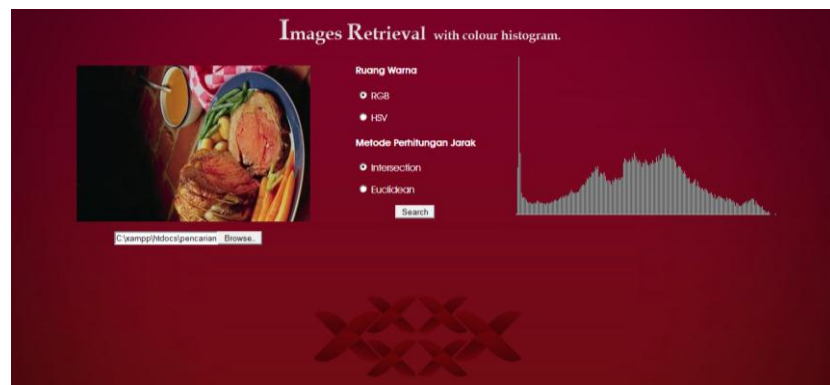 Images Retrieval with colour histogram.
Ruang Warna
RGB
HSV
Metode Perhitungan Jarak
Intersection
Euclidean
Search
C:\xampp\htdocs\pencarian Browse..